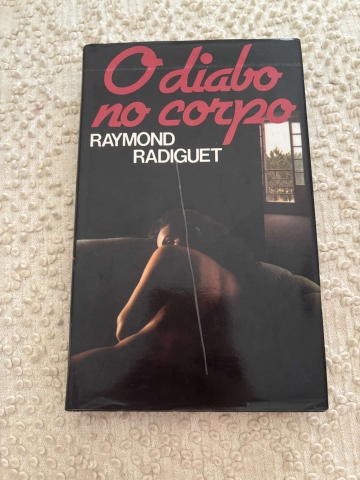 O diabo
no corpo
RAYMOND
RADIGUET